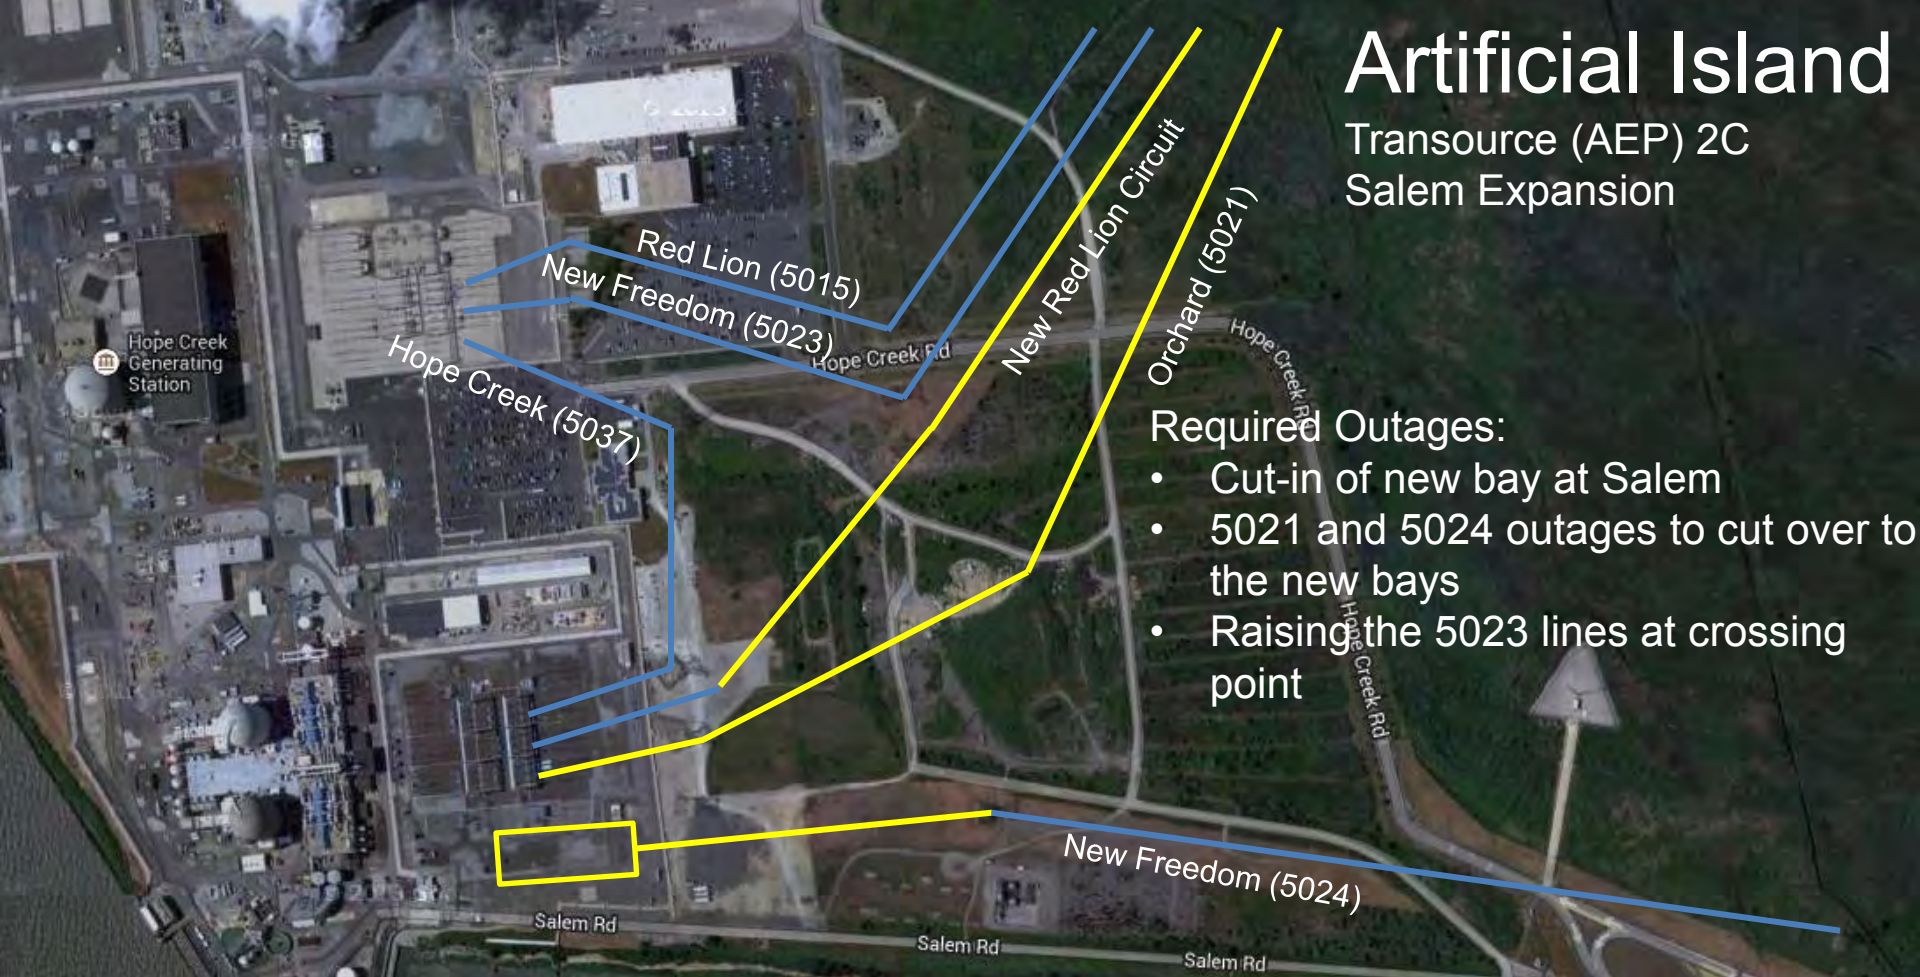 Artificial Island
Transource (AEP) 2C
Salem Expansion
Red Lion (5015)
New Freedom (5023)
Hope Creek (5037)
New Red Lion Circuit
Orchard (5021)
Hope Creek Rd
Hope Creek Rd
Hope Creek
Generating
Station
Required Outages:
• Cut-in of new bay at Salem
• 5021 and 5024 outages to cut over to
the new bays
• Raising the 5023 lines at crossing
point
Hope Creek Rd
New Freedom (5024)
Salem Rd
Salem Rd
Salem Rd